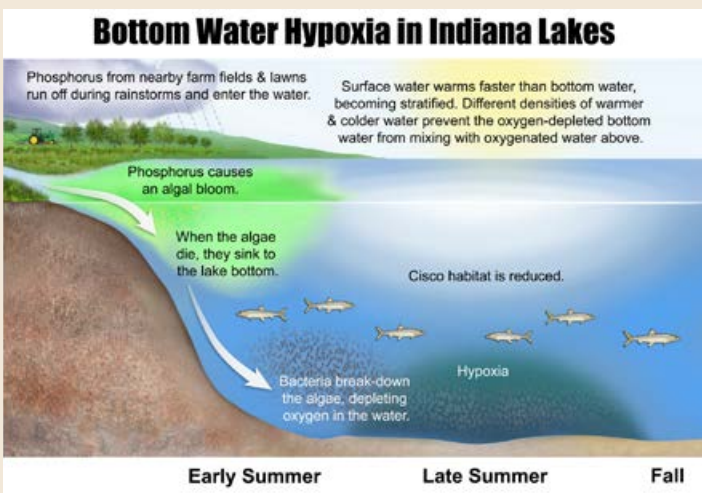 Bottom Water Hypoxia in Indiana Lakes
Phosphorus from nearby farm fields & lawns
run off during rainstorms and enter the water.
Surface water warms faster than bottom water,
becoming stratified. Different densities of warmer
& colder water prevent the oxygen-depleted bottom
water from mixing with oxygenated water above.
Phosphorus causes
an algal bloom.
When the algae
die, they sink to
the lake bottom.
Cisco habitat is reduced.
Hypoxia
Bacteria break-down
the algae, depleting
oxygen in the water.
Early Summer
Late Summer
Fall